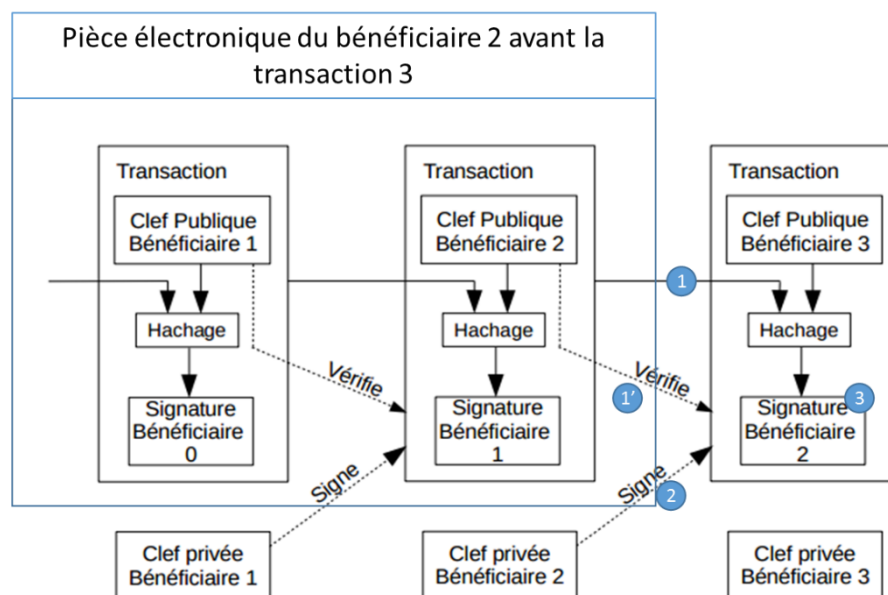 Pièce électronique du bénéficiaire 2 avant la
transaction 3
Transaction
Clef Publique
Bénéficiaire 1
Hachage
Vérifie
Signature
Bénéficiaire
0
Signe
Clef privée
Bénéficiaire 1
Transaction
Clef Publique
Bénéficiaire 2
1
Hachage
Vérifie
1'
Signature
Bénéficiaire
1
Signe
2
Clef privée
Bénéficiaire 2
Transaction
Clef Publique
Bénéficiaire 3
Hachage
3
Signature
Bénéficiaire
2
Clef privée
Bénéficiaire 3